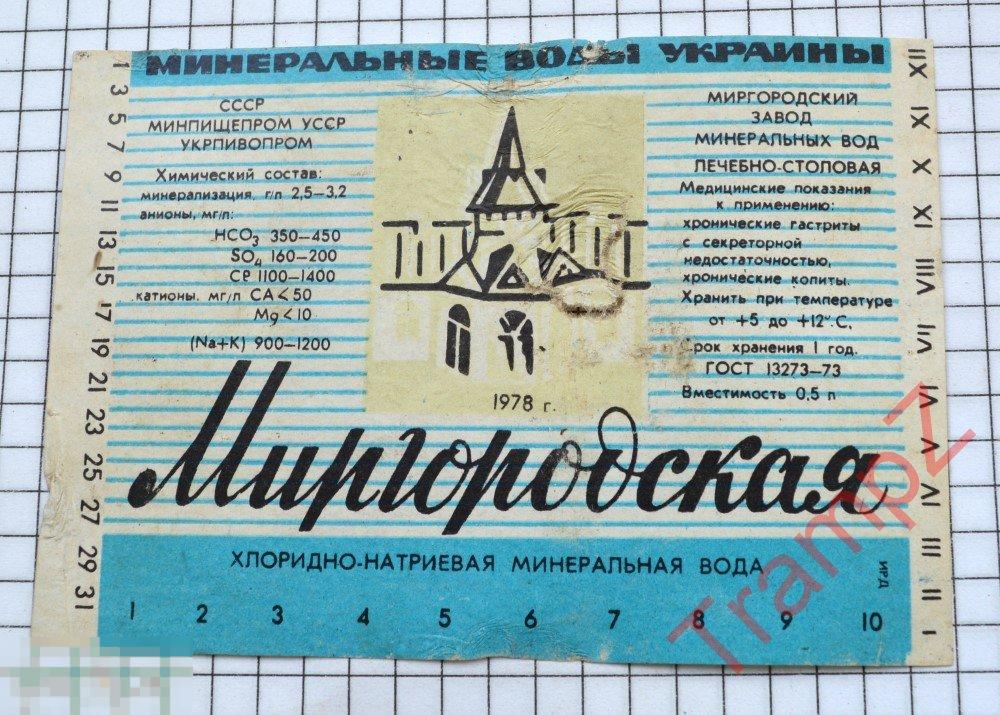 МИНЕРАЛЬНЫЕ ВОДЫ УКРАИНЫ
СССР
МИНПИЩЕПРОМ УССР
УКРПИВОПРОМ
Химический состав:
минерализация, г/л 2,5—3,2
анионы, мг/л:
HCO3 350—450
SO4 160—200
CP 1100—1400
катионы, мг/л CA<50
Mg<10
(Na+K) 900—1200
МИРГОРОДСКИЙ
ЗАВОД
МИНЕРАЛЬНЫХ ВОД
ЛЕЧЕБНО-СТОЛОВАЯ
Медицинские показания
к применению:
хронические гастриты
с секреторной
недостаточностью,
хронические копиты.
Хранить при температуре
от +5 до +12°С.
Срок хранения 1 год.
ГОСТ 13273—73
Вместимость 0,5 л
1978 г.
Миргородская
ХЛОРИДНО-НАТРИЕВАЯ МИНЕРАЛЬНАЯ ВОДА
ИРД
1 2 3 4 5 6 7 8 9 10
1 3 5 7 9 11 13 15 17 19 21 23 25 27 29 31
XII XI X IX VIII VII VI V IV III II I
TrampZ